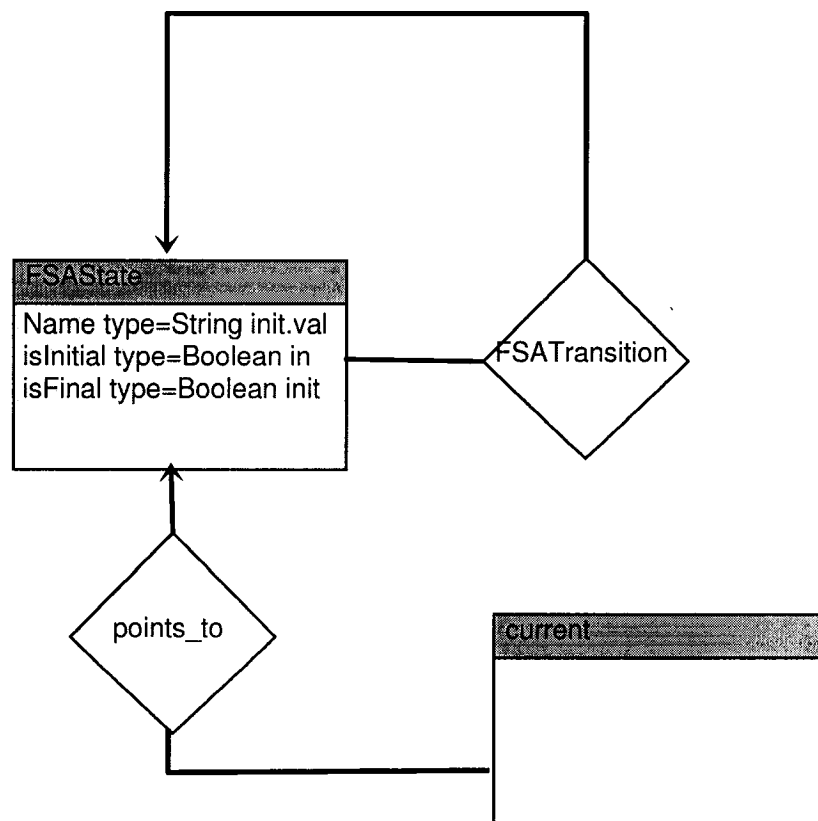 FSAState
Name type=String init.val
isInitial type=Boolean in
isFinal type=Boolean init
FSATransition
points_to
current